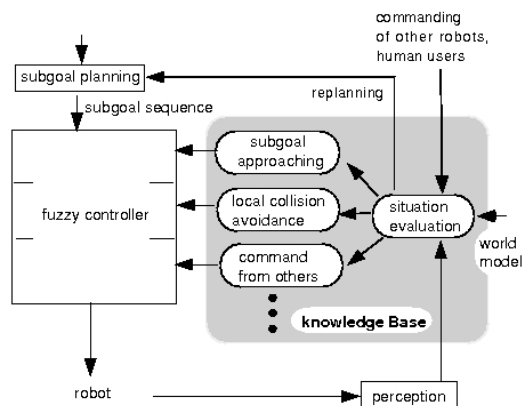 commanding
of other robots,
human users
subgoal planning
replanning
subgoal sequence
subgoal
approaching
fuzzy controller
local collision
avoidance
situation
evaluation
command
from others
world
model
knowledge Base
robot
perception